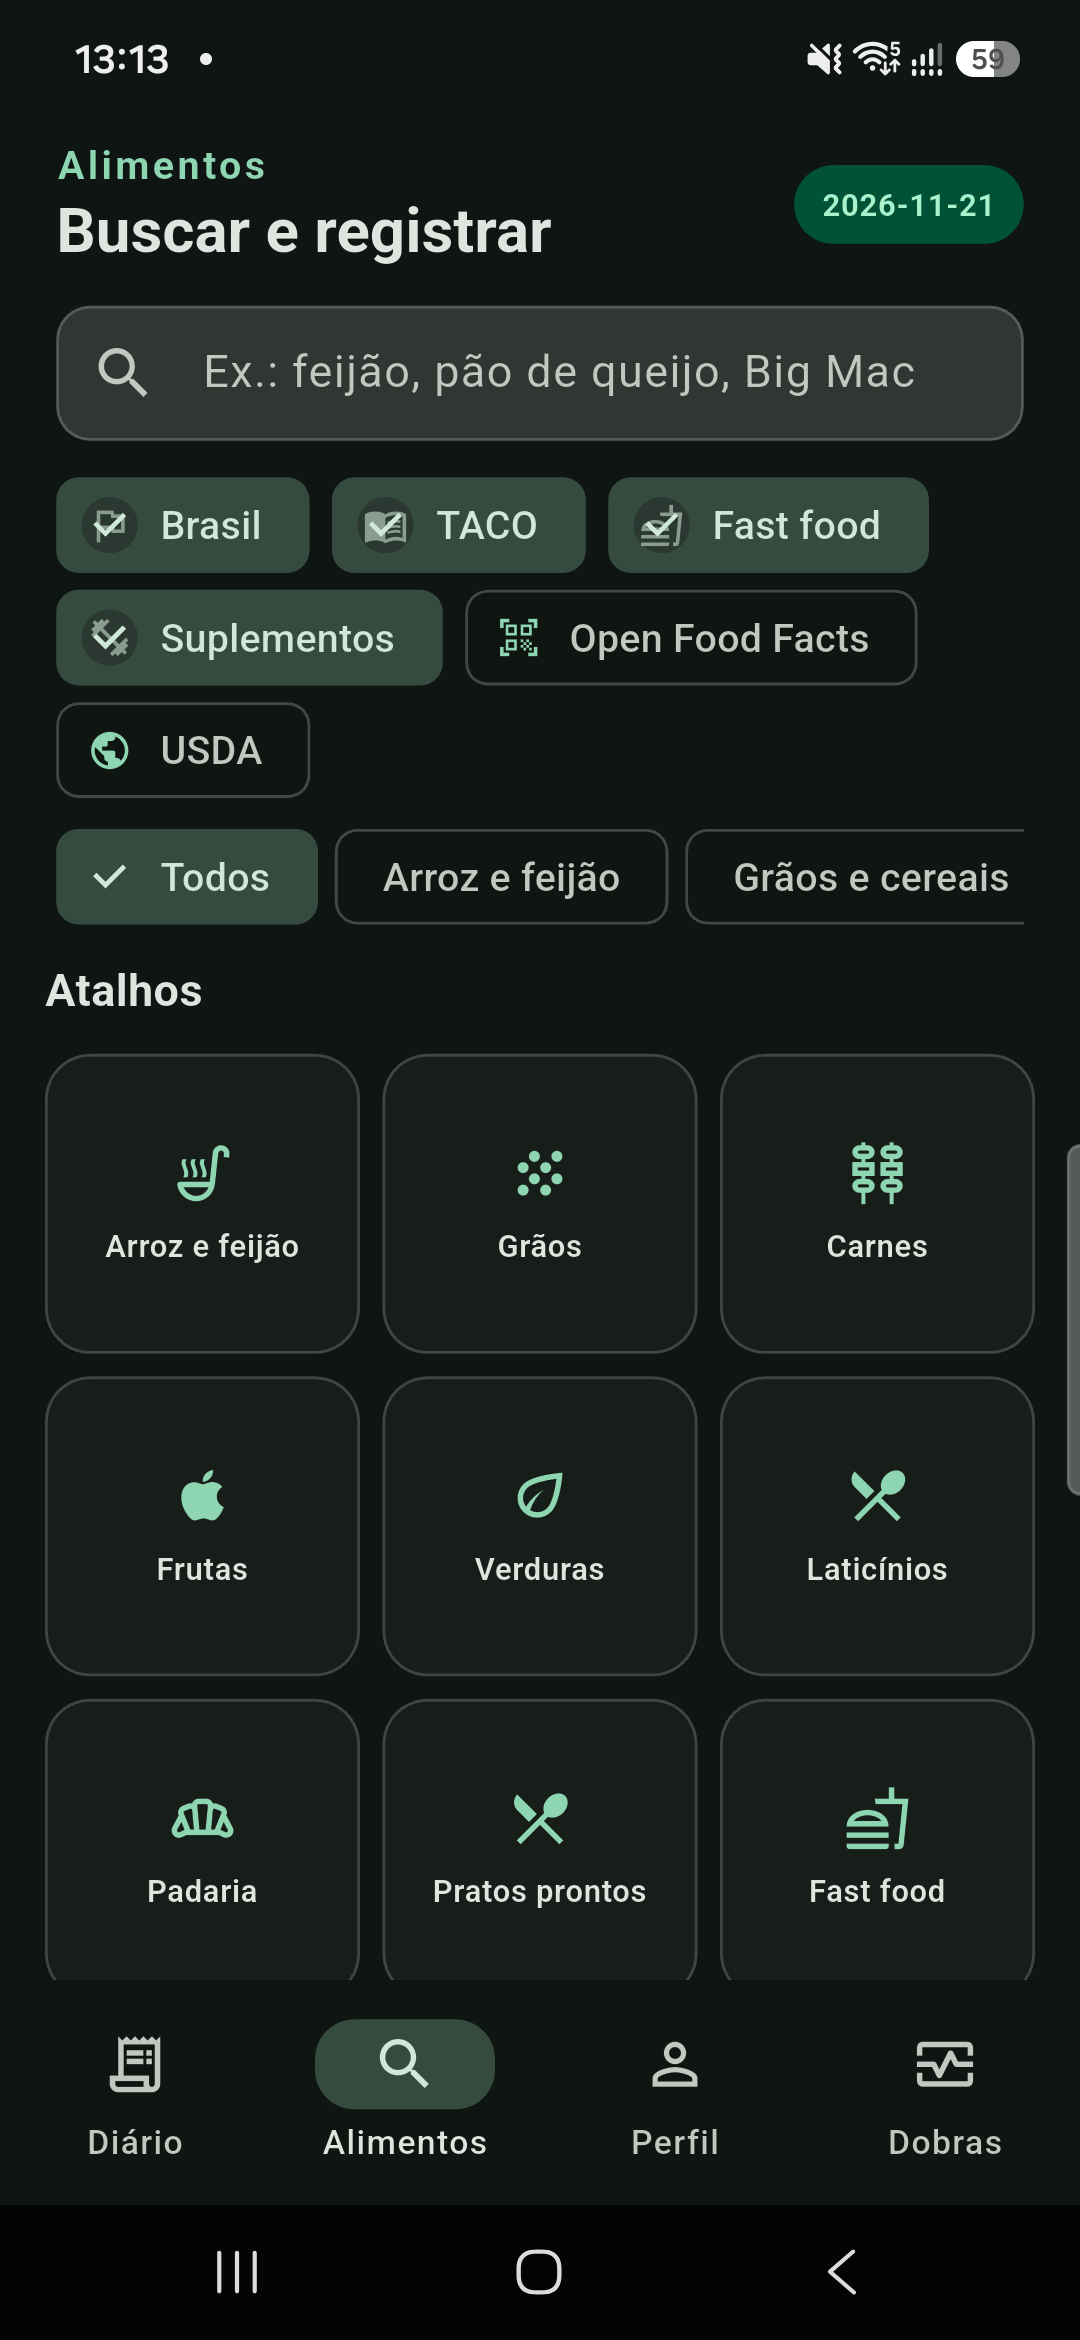 13:13
5
59
Alimentos
Buscar e registrar
2026-11-21
Ex.: feijão, pão de queijo, Big Mac
Brasil
TACO
Fast food
Suplementos
Open Food Facts
USDA
Todos
Arroz e feijão
Grãos e cereais
Atalhos
Arroz e feijão
Grãos
Carnes
Frutas
Verduras
Laticínios
Padaria
Pratos prontos
Fast food
Diário
Alimentos
Perfil
Dobras